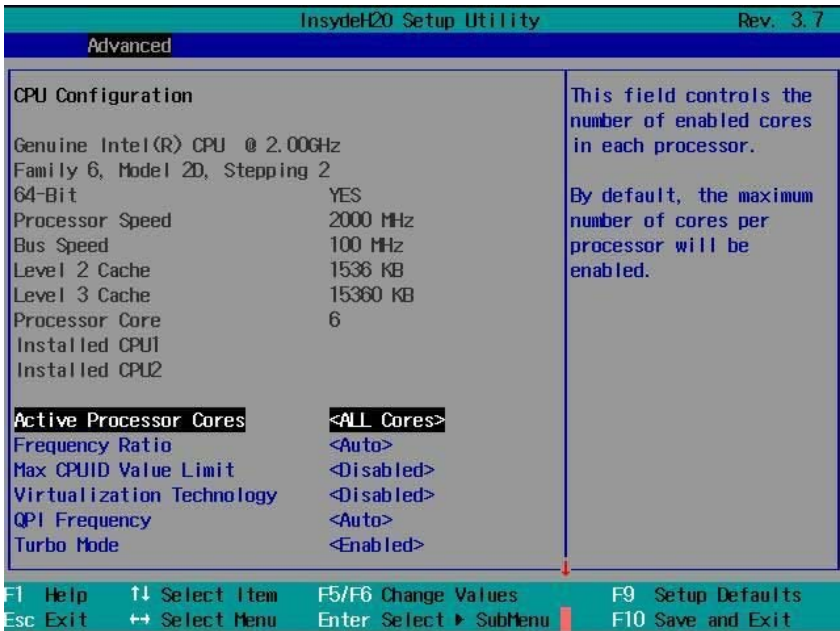 InsydeH20 Setup Utility Rev. 3.7
Advanced
CPU Configuration
Genuine Intel(R) CPU @ 2.00GHz
Family 6, Model 2D, Stepping 2
64-Bit YES
Processor Speed 2000 MHz
Bus Speed 100 MHz
Level 2 Cache 1536 KB
Level 3 Cache 15360 KB
Processor Core 6
Installed CPU1
Installed CPU2
Active Processor Cores <ALL Cores>
Frequency Ratio <Auto>
Max CPUID Value Limit <Disabled>
Virtualization Technology <Disabled>
QPI Frequency <Auto>
Turbo Mode <Enabled>
This field controls the
number of enabled cores
in each processor.
By default, the maximum
number of cores per
processor will be
enabled.
F1 Help ↑↓ Select Item F5/F6 Change Values F9 Setup Defaults
Esc Exit ↔ Select Menu Enter Select ▶ SubMenu F10 Save and Exit